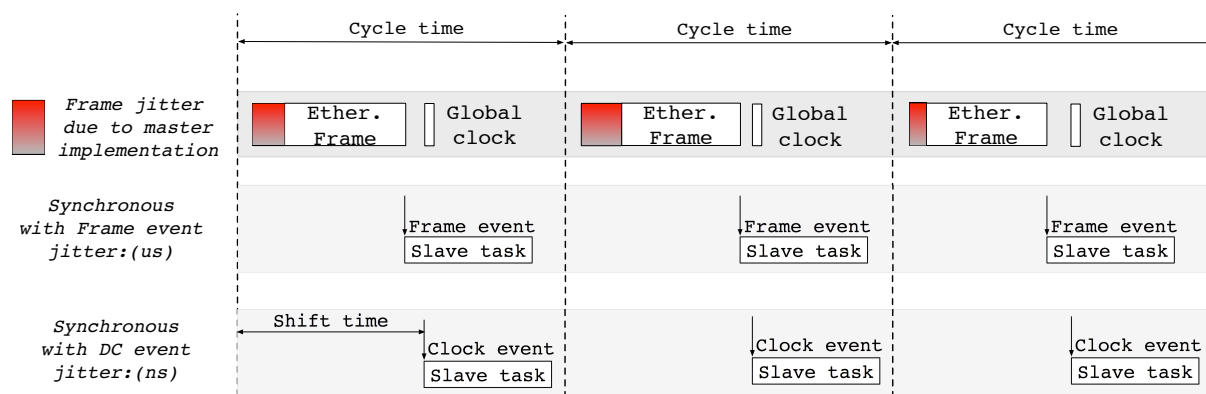 Cycle time Cycle time Cycle time
Frame jitter
due to master
implementation
Ether.
Frame
Global
clock
Ether.
Frame
Global
clock
Ether.
Frame
Global
clock
Synchronous
with Frame event
jitter:(us)
Frame event
Slave task
Frame event
Slave task
Frame event
Slave task
Synchronous
with DC event
jitter:(ns)
Shift time
Clock event
Slave task
Clock event
Slave task
Clock event
Slave task